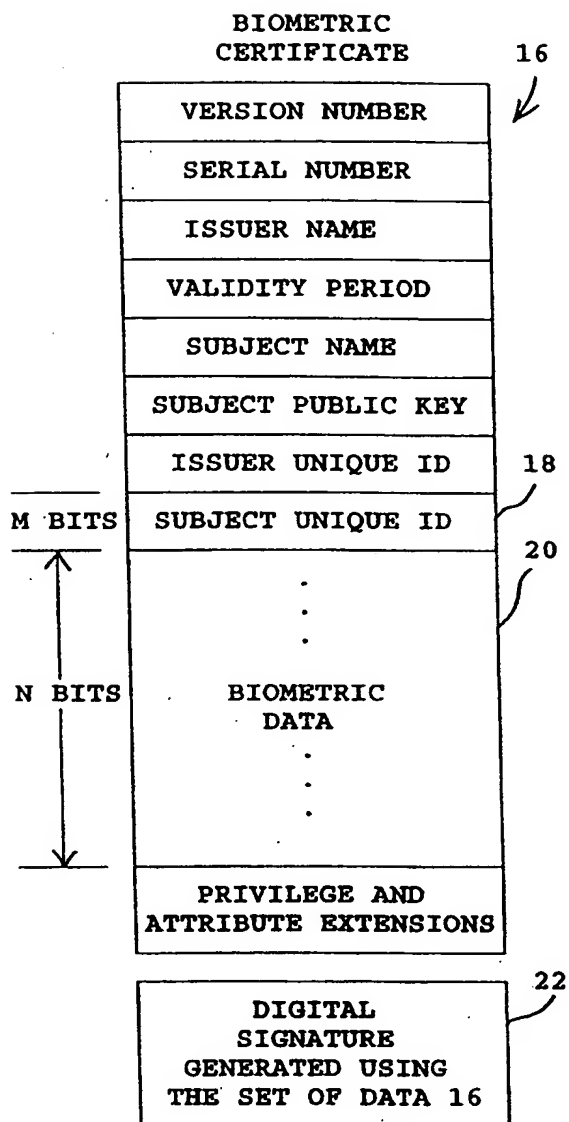 BIOMETRIC
CERTIFICATE
16
VERSION NUMBER
SERIAL NUMBER
ISSUER NAME
VALIDITY PERIOD
SUBJECT NAME
SUBJECT PUBLIC KEY
ISSUER UNIQUE ID
18
M BITS
SUBJECT UNIQUE ID
20
N BITS
BIOMETRIC
DATA
PRIVILEGE AND
ATTRIBUTE EXTENSIONS
22
DIGITAL
SIGNATURE
GENERATED USING
THE SET OF DATA 16